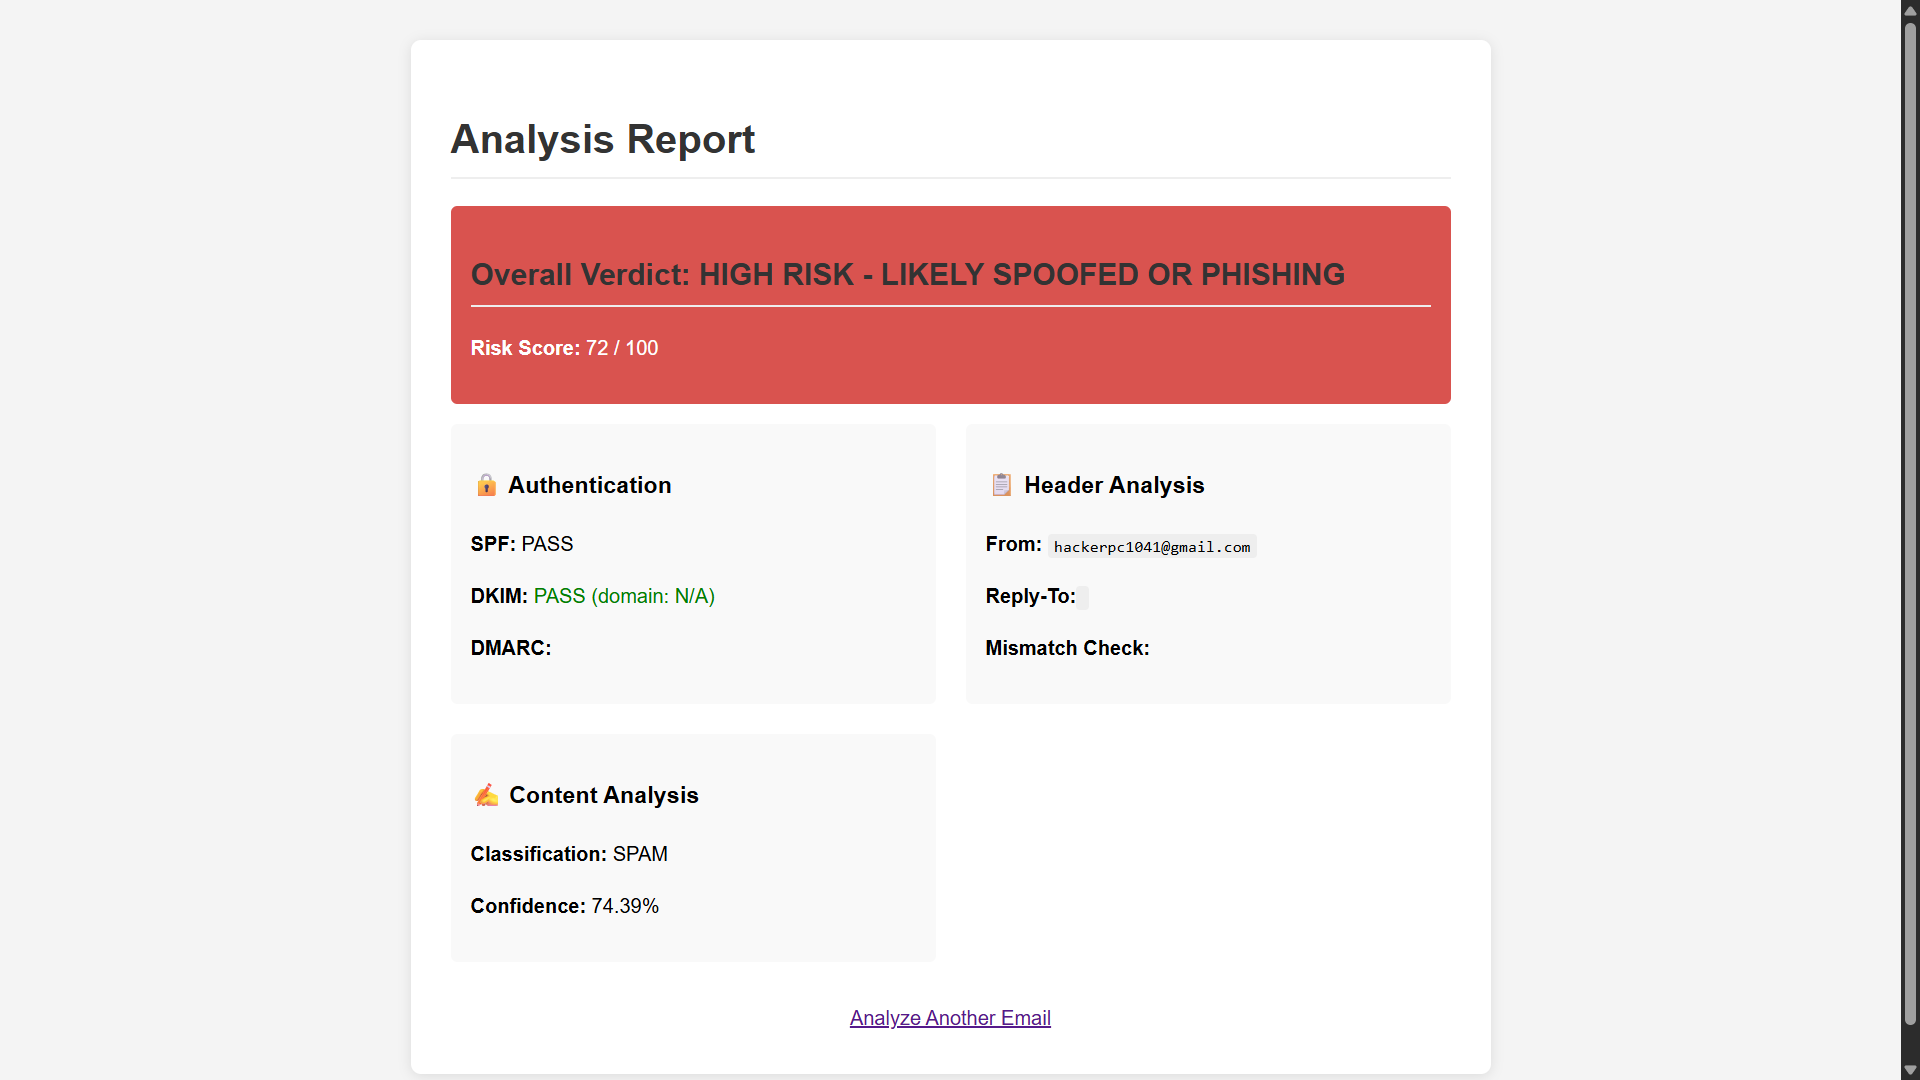 Analysis Report
Overall Verdict: HIGH RISK - LIKELY SPOOFED OR PHISHING
Risk Score: 72 / 100
🔒 Authentication
SPF: PASS
DKIM: PASS (domain: N/A)
DMARC:
📋 Header Analysis
From: hackerpc1041@gmail.com
Reply-To:
Mismatch Check:
✍️ Content Analysis
Classification: SPAM
Confidence: 74.39%
Analyze Another Email